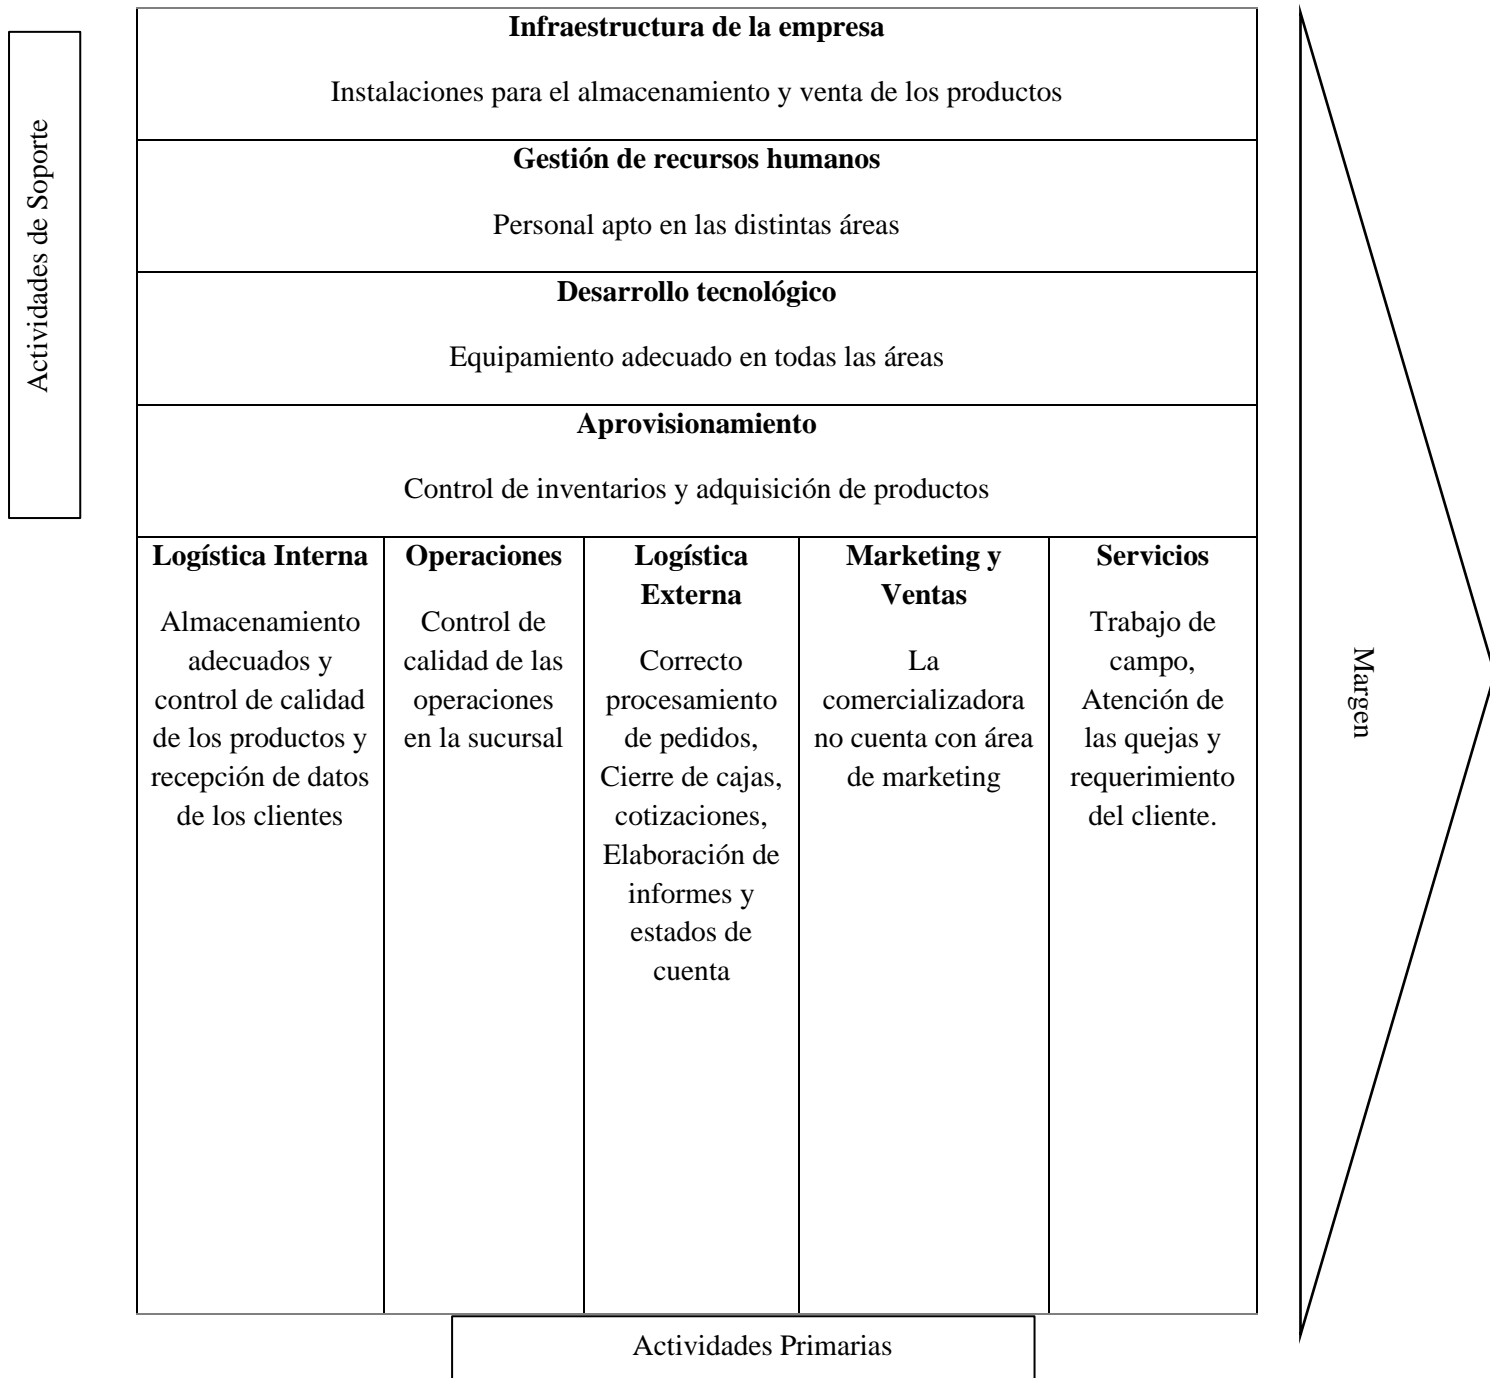 Actividades de Soporte
Infraestructura de la empresa
Instalaciones para el almacenamiento y venta de los productos
Gestión de recursos humanos
Personal apto en las distintas áreas
Desarrollo tecnológico
Equipamiento adecuado en todas las áreas
Aprovisionamiento
Control de inventarios y adquisición de productos
Logística Interna
Almacenamiento
adecuados y
control de calidad
de los productos y
recepción de datos
de los clientes
Operaciones
Control de
calidad de las
operaciones
en la sucursal
Logística
Externa
Correcto
procesamiento
de pedidos,
Cierre de cajas,
cotizaciones,
Elaboración de
informes y
estados de
cuenta
Marketing y
Ventas
La
comercializadora
no cuenta con área
de marketing
Servicios
Trabajo de
campo,
Atención de
las quejas y
requerimiento
del cliente.
Margen
Actividades Primarias